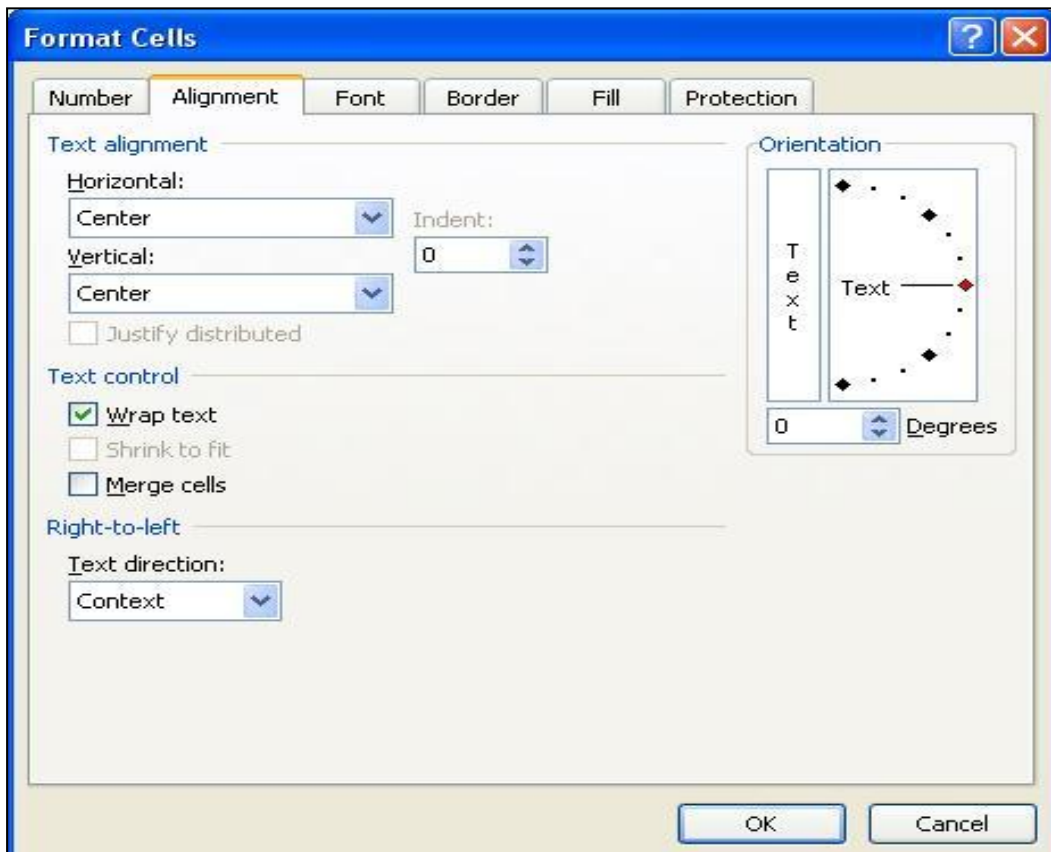 Format Cells
Number Alignment Font Border Fill Protection
Text alignment
Horizontal:
Center
Indent:
0
Vertical:
Center
Justify distributed
Text control
Wrap text
Shrink to fit
Merge cells
Right-to-left
Text direction:
Context
Orientation
Text
Text
0 Degrees
OK Cancel